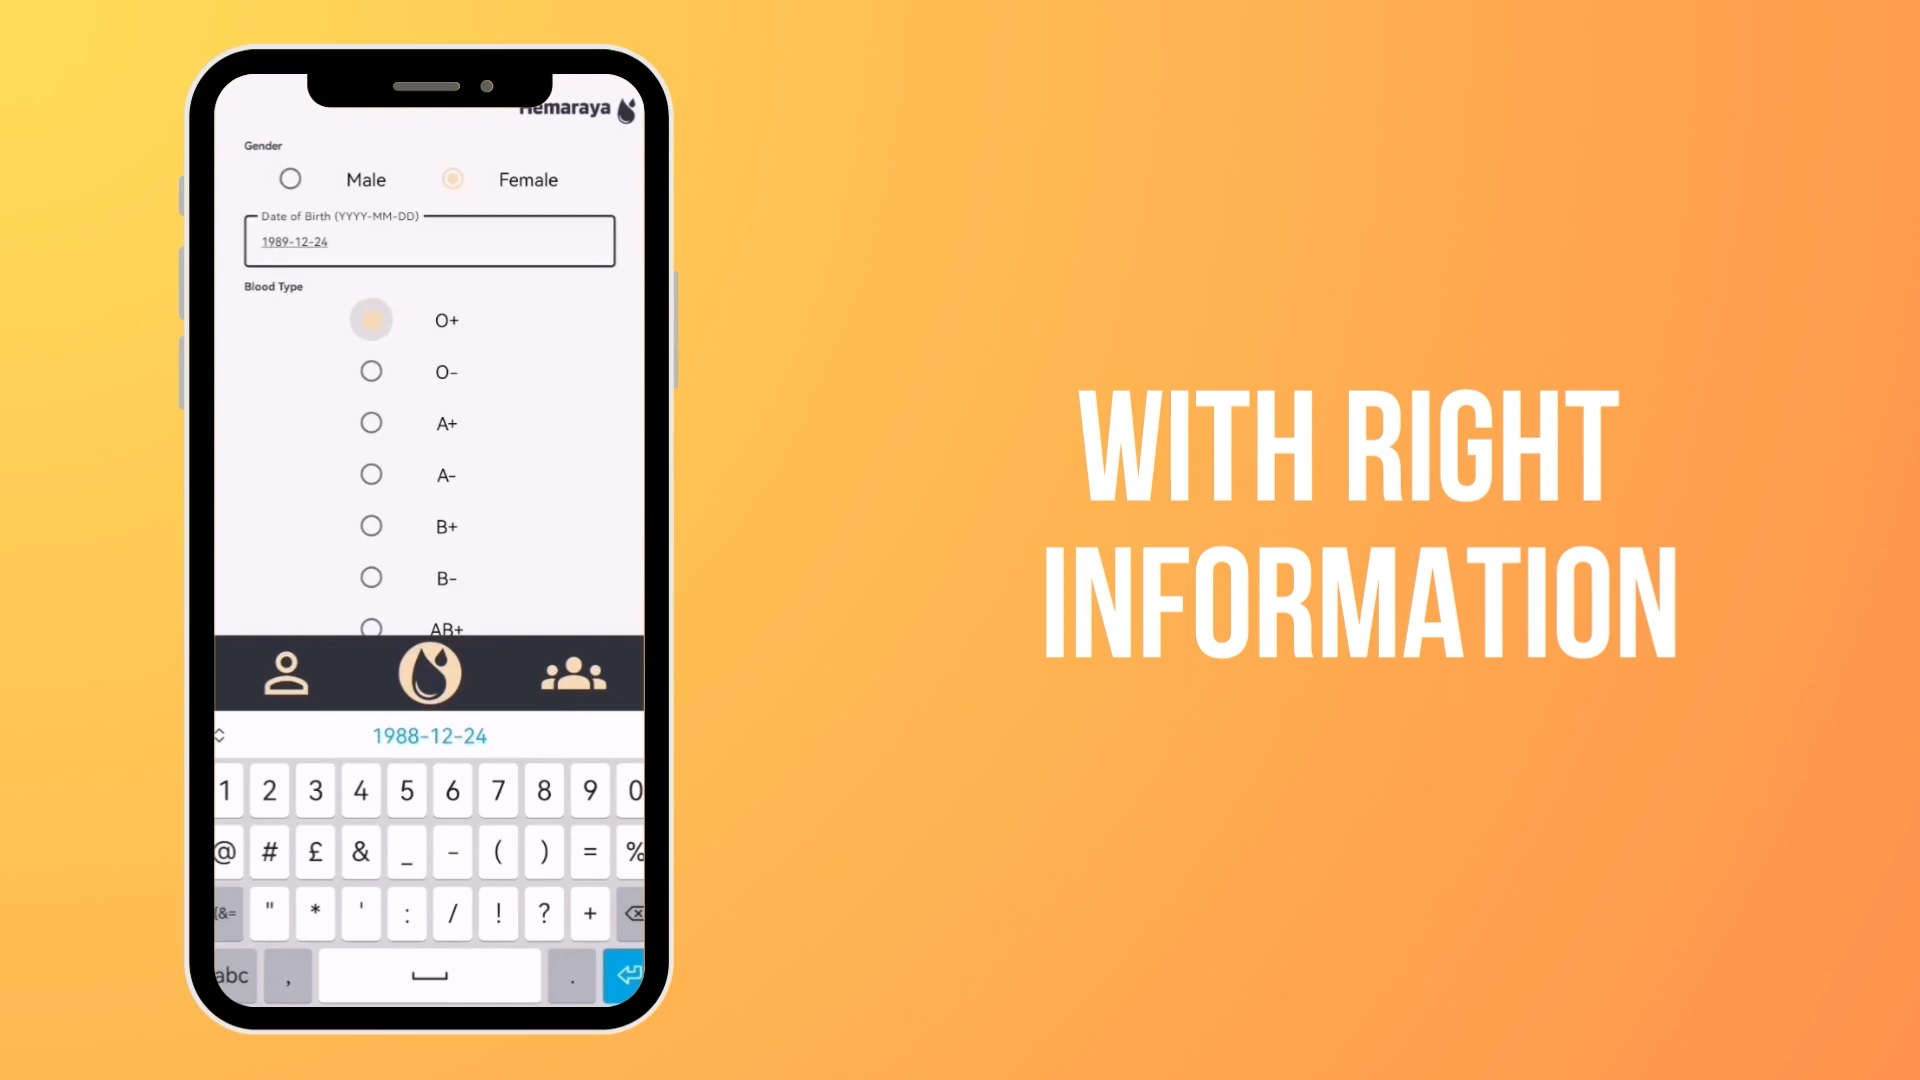 Hemaraya
Gender
Male Female
Date of Birth (YYYY-MM-DD)
1989-12-24
Blood Type
O+
O-
A+
A-
B+
B-
AB+
1988-12-24
1 2 3 4 5 6 7 8 9 0
@ # £ & _ - ( ) = %
{&= " * ' : / ! ? +
abc , .
WITH RIGHT
INFORMATION